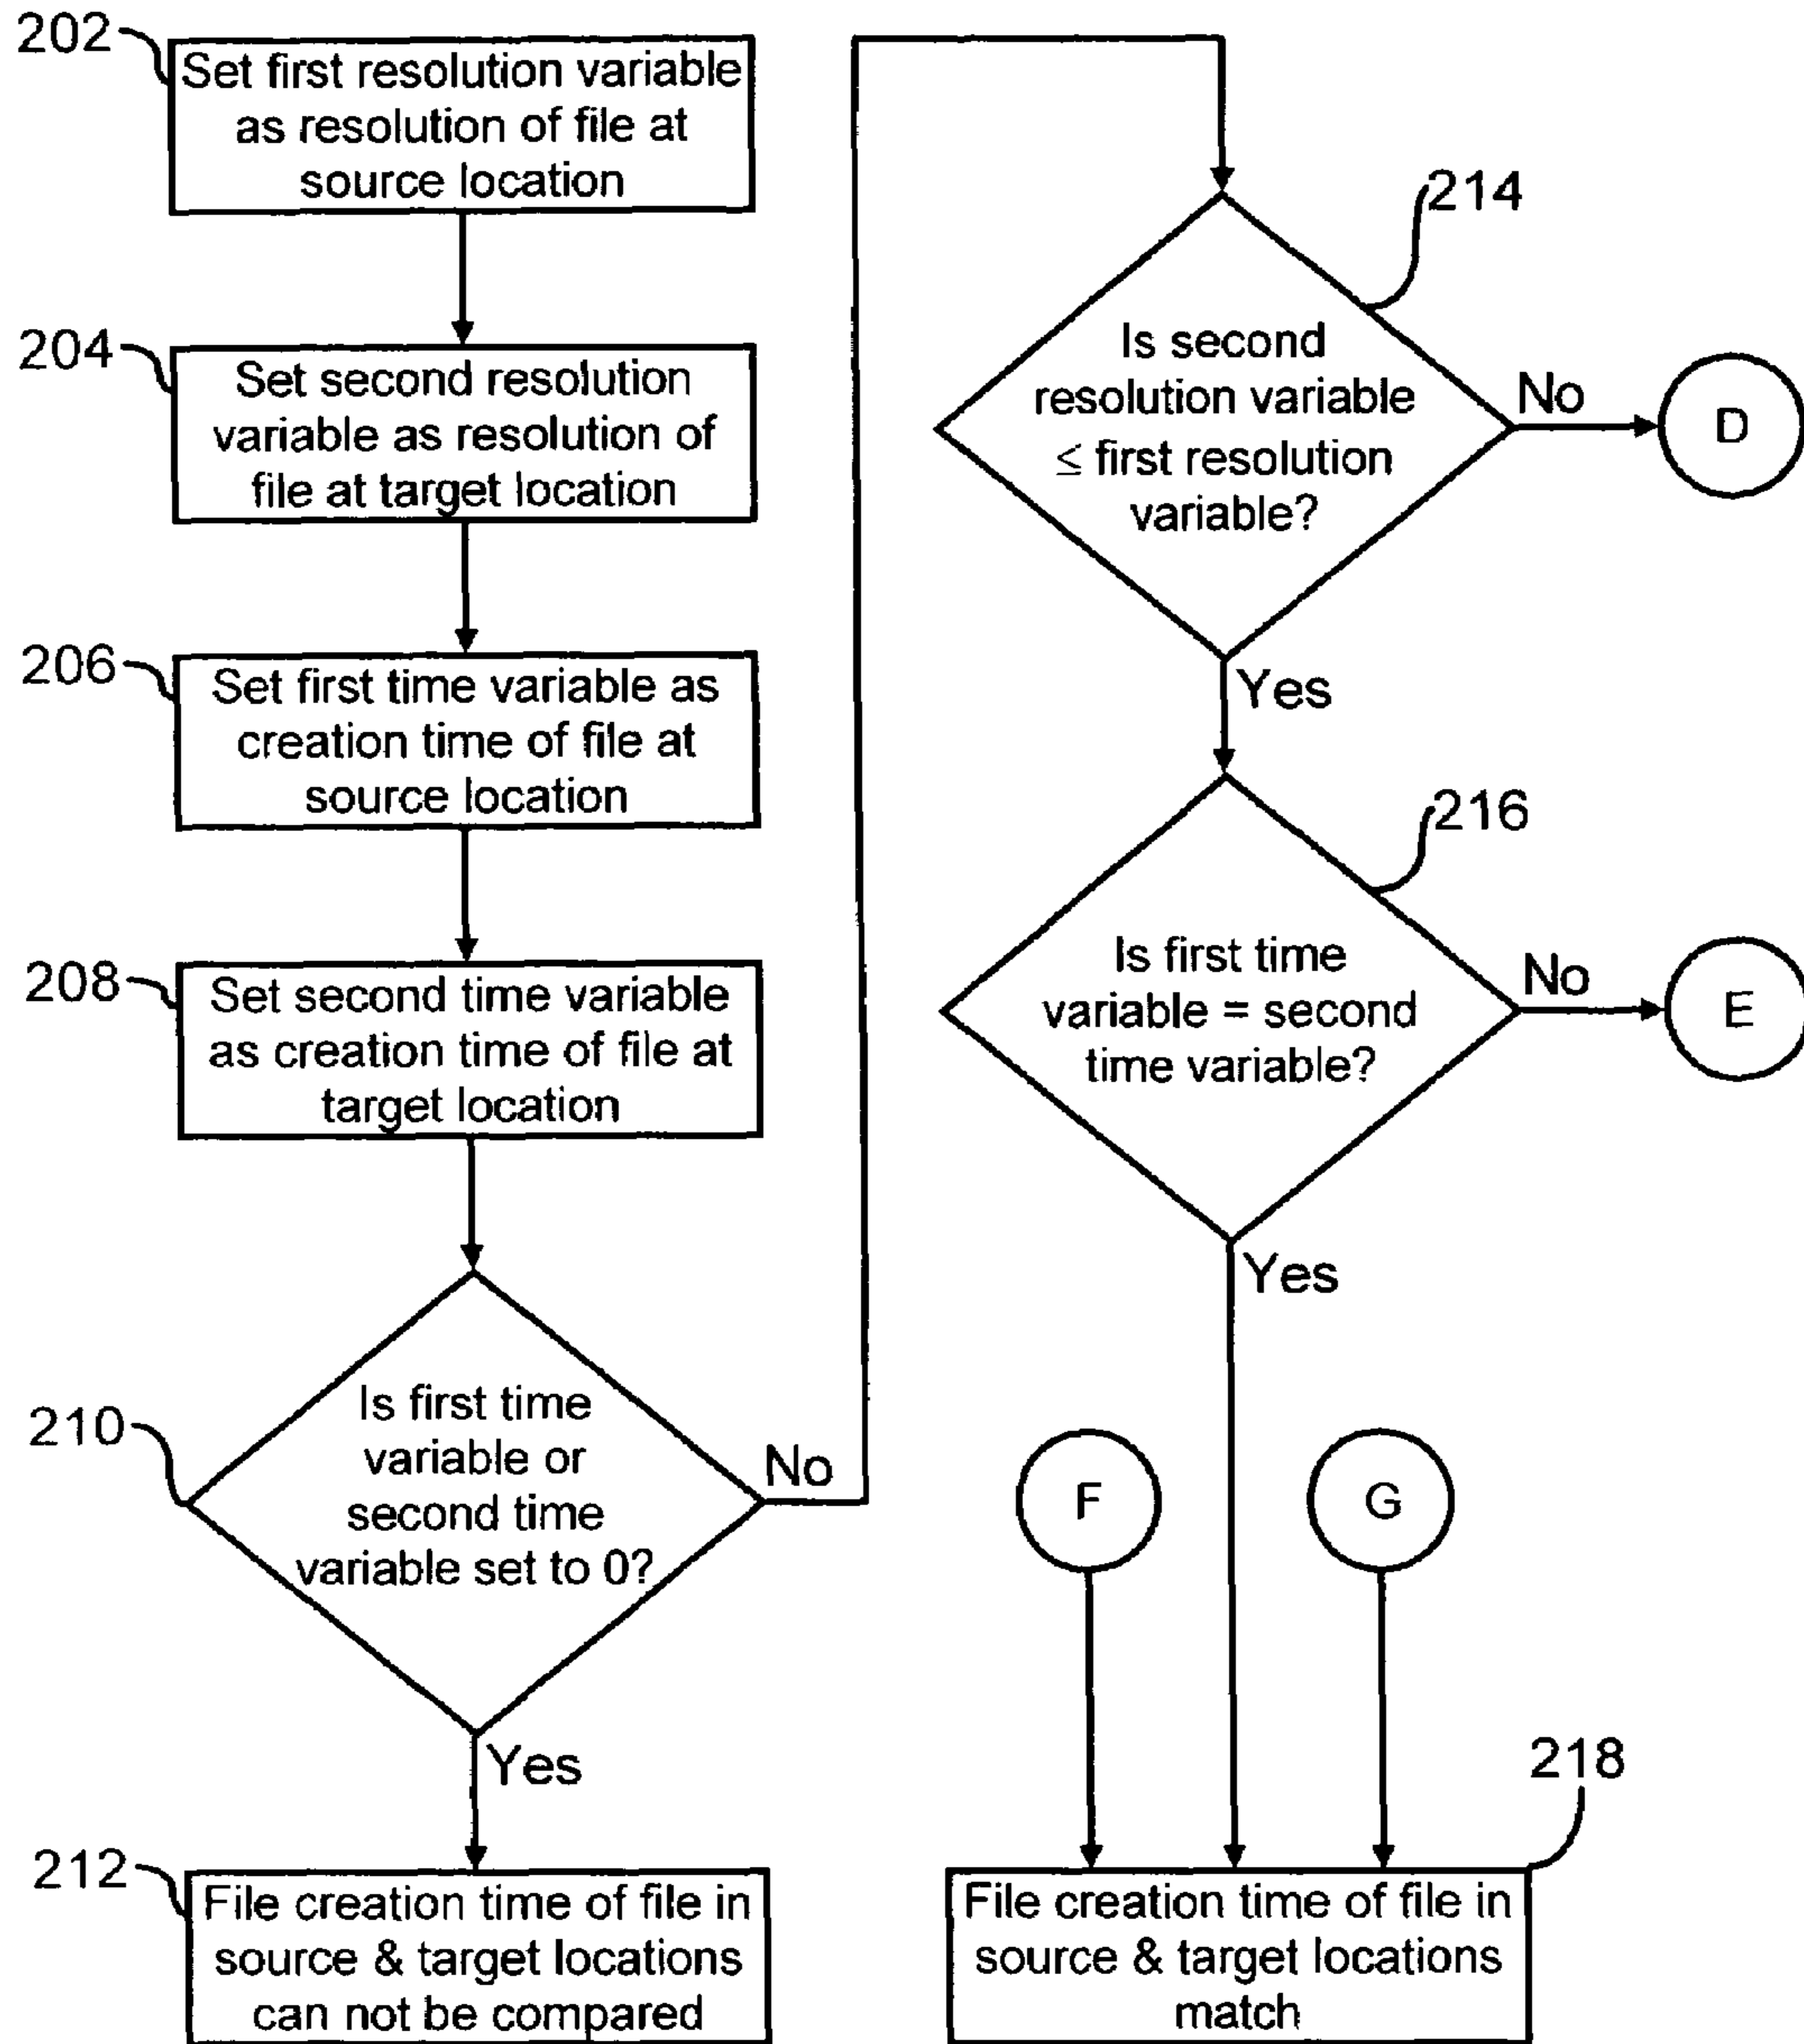 202
Set first resolution variable
as resolution of file at
source location
204
Set second resolution
variable as resolution of
file at target location
206
Set first time variable as
creation time of file at
source location
208
Set second time variable
as creation time of file at
target location
210
Is first time
variable or
second time
variable set to 0?
No
Yes
212
File creation time of file in
source & target locations
can not be compared
214
Is second
resolution variable
≤ first resolution
variable?
No
D
Yes
216
Is first time
variable = second
time variable?
No
E
Yes
F
G
218
File creation time of file in
source & target locations
match